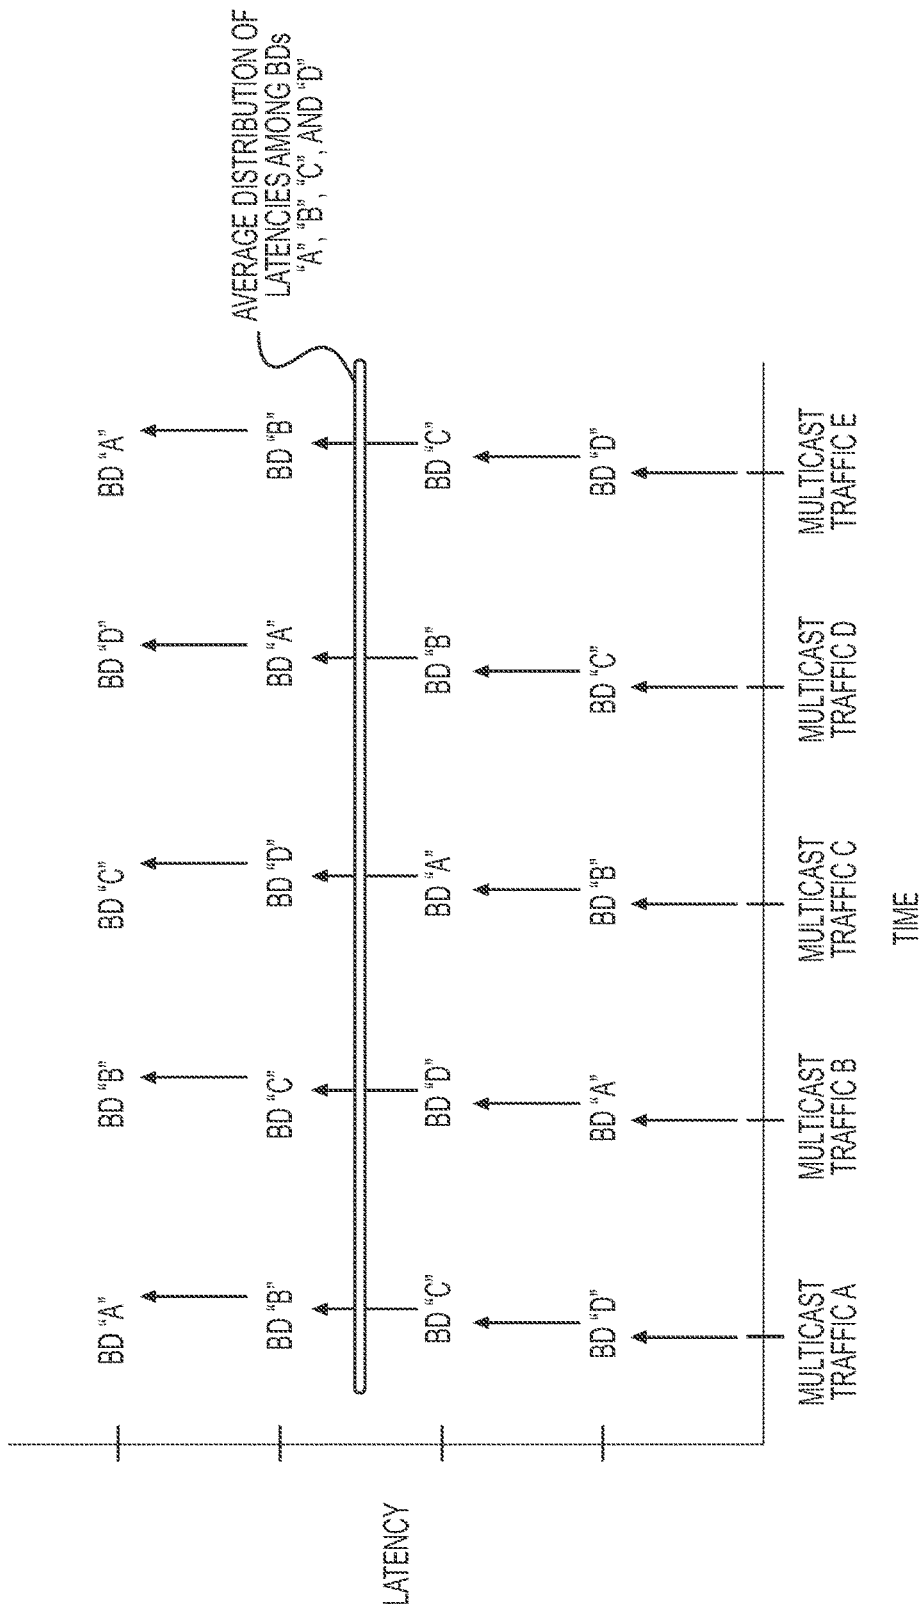 LATENCY
AVERAGE DISTRIBUTION OF
LATENCIES AMONG BDs
“A”, “B”, “C”, AND “D”
BD “A”
BD “B”
BD “C”
BD “D”
BD “A”
BD “B”
BD “C”
BD “D”
BD “A”
BD “B”
BD “C”
BD “D”
BD “A”
BD “B”
BD “C”
BD “D”
BD “A”
BD “B”
BD “C”
BD “D”
MULTICAST
TRAFFIC A
MULTICAST
TRAFFIC B
MULTICAST
TRAFFIC C
MULTICAST
TRAFFIC D
MULTICAST
TRAFFIC E
TIME